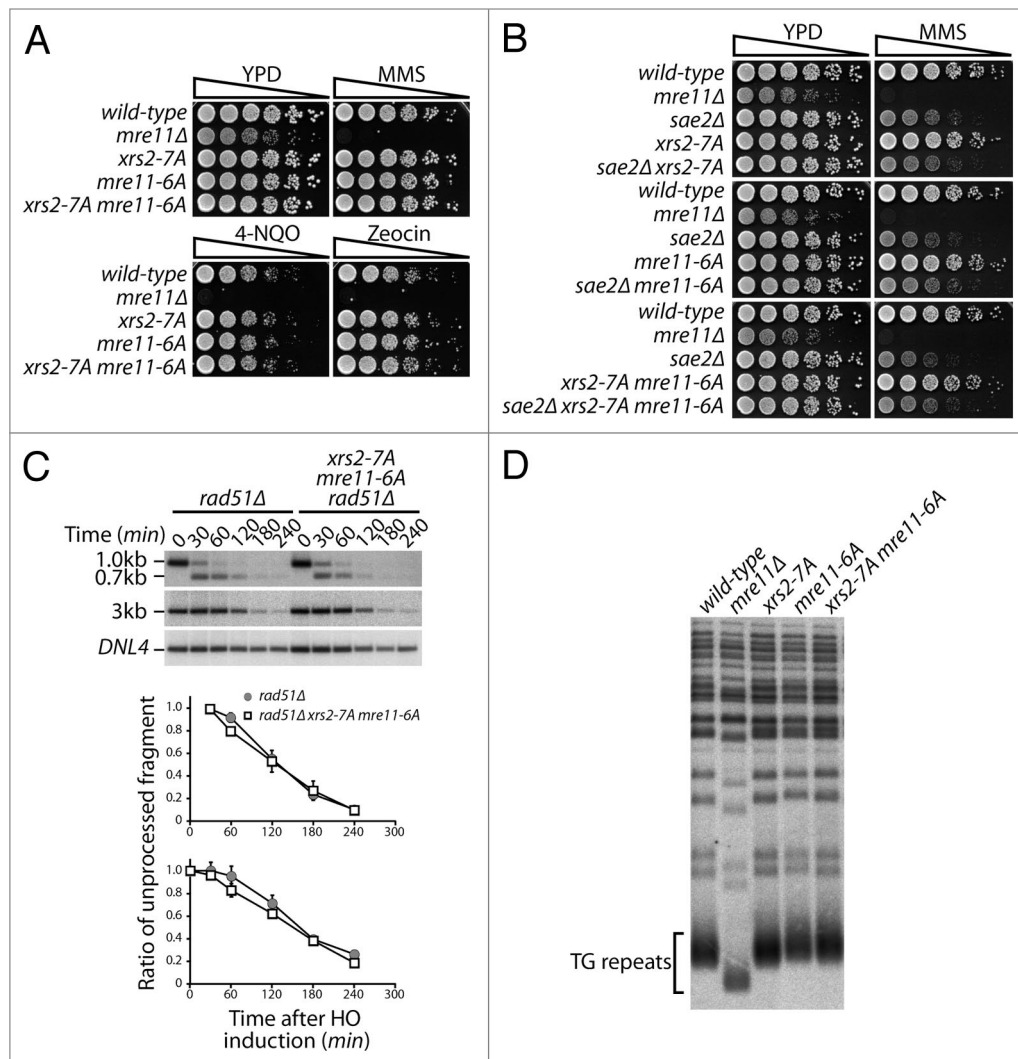 A
YPD MMS
wild-type
mre11Δ
xrs2-7A
mre11-6A
xrs2-7A mre11-6A
4-NQO Zeocin
wild-type
mre11Δ
xrs2-7A
mre11-6A
xrs2-7A mre11-6A
B
YPD MMS
wild-type
mre11Δ
sae2Δ
xrs2-7A
sae2Δ xrs2-7A
wild-type
mre11Δ
sae2Δ
mre11-6A
sae2Δ mre11-6A
wild-type
mre11Δ
sae2Δ
xrs2-7A mre11-6A
sae2Δ xrs2-7A mre11-6A
C
xrs2-7A
mre11-6A
rad51Δ rad51Δ
Time (min) 0 30 60 120 180 240 0 30 60 120 180 240
1.0kb
0.7kb
3kb
DNL4
rad51Δ
rad51Δ xrs2-7A mre11-6A
Ratio of unprocessed fragment
1.0
0.8
0.6
0.4
0.2
0
0 60 120 180 240 300
1.0
0.8
0.6
0.4
0.2
0
0 60 120 180 240 300
Time after HO
induction (min)
D
wild-type
mre11Δ
xrs2-7A
mre11-6A
xrs2-7A mre11-6A
TG repeats